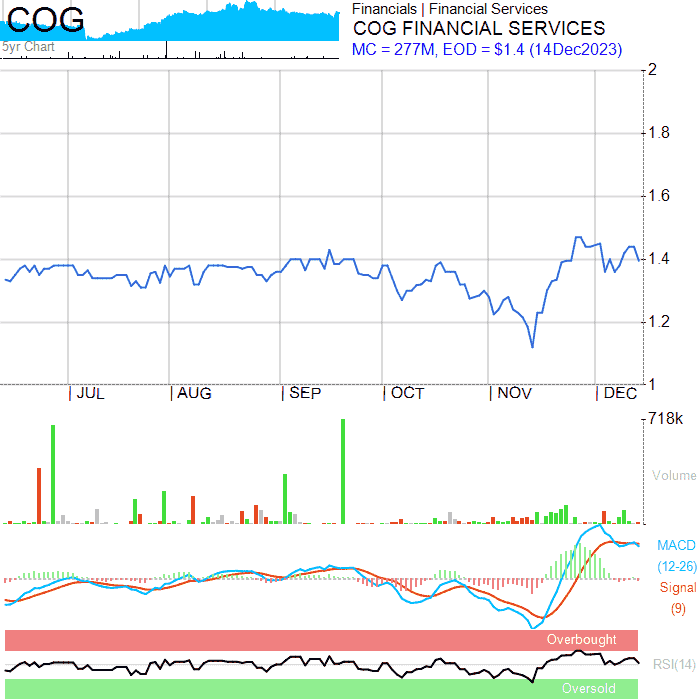 COG
5yr Chart
Financials | Financial Services
COG FINANCIAL SERVICES
MC = 277M, EOD = $1.4 (14Dec2023)
2
1.8
1.6
1.4
1.2
1
JUL AUG SEP OCT NOV DEC
718k
Volume
MACD
(12-26)
Signal
(9)
Overbought
RSI(14)
Oversold